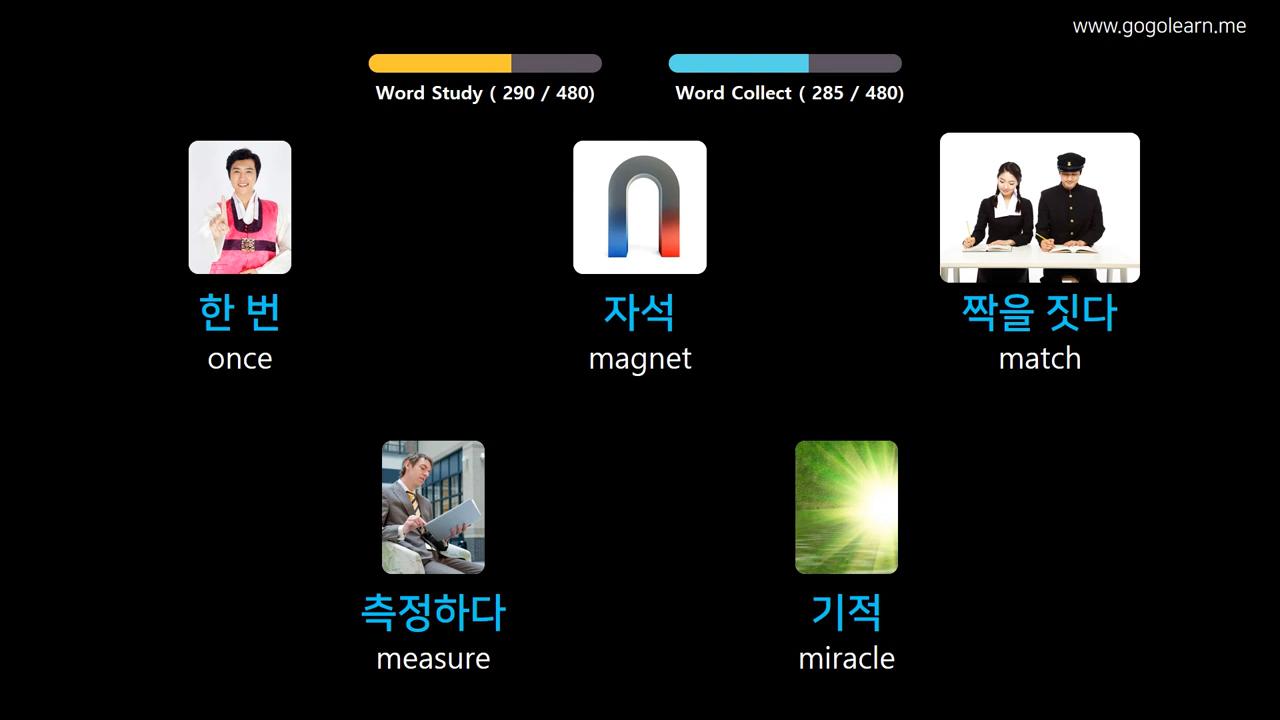 www.gogolearn.me
Word Study ( 290 / 480)
Word Collect ( 285 / 480)
한 번
once
자석
magnet
짝을 짓다
match
측정하다
measure
기적
miracle